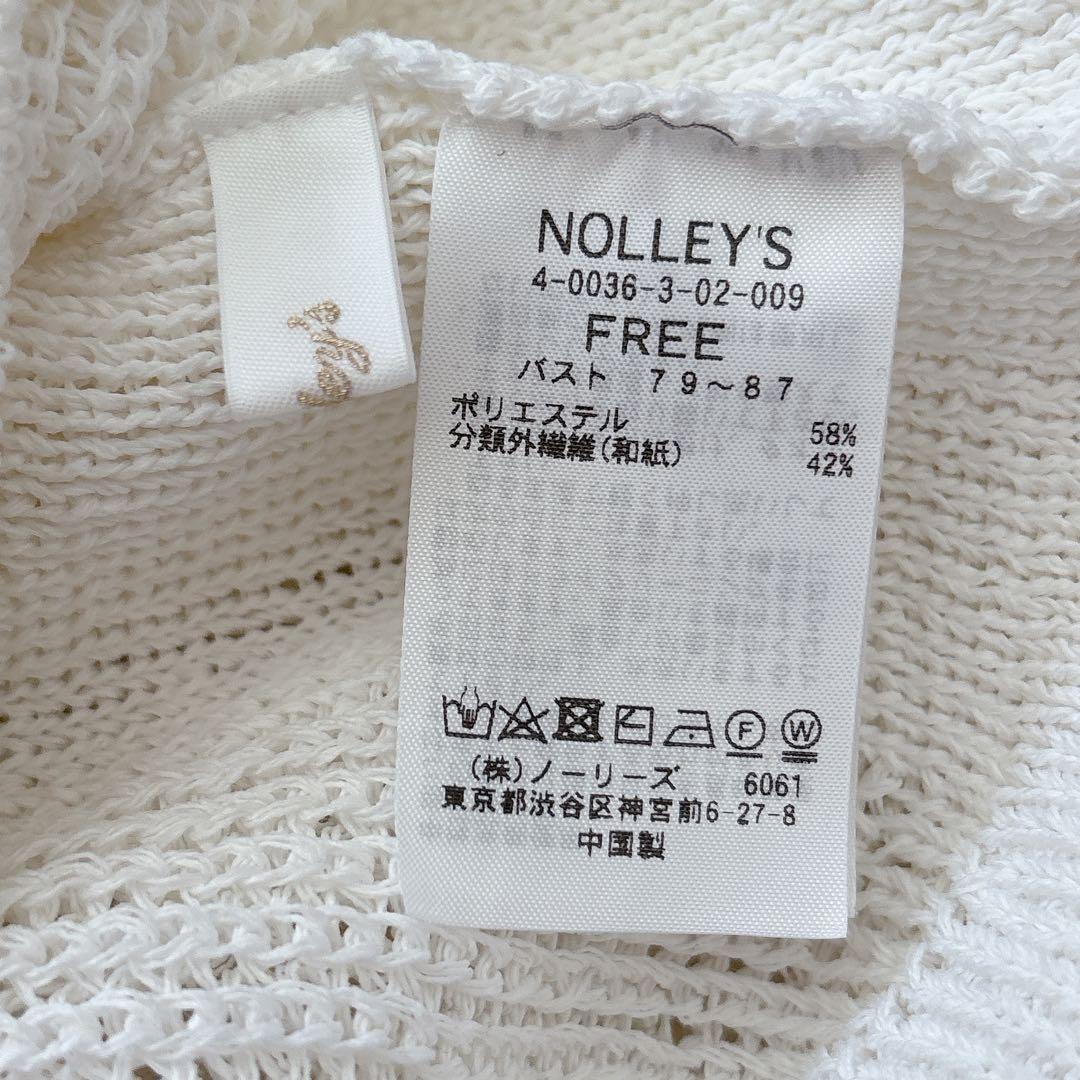 NOLLEY'S
4-0036-3-02-009
FREE
バスト 79～87
ポリエステル 58%
分類外繊維(和紙) 42%
F W
(株)ノーリーズ 6061
東京都渋谷区神宮前6-27-8
中国製